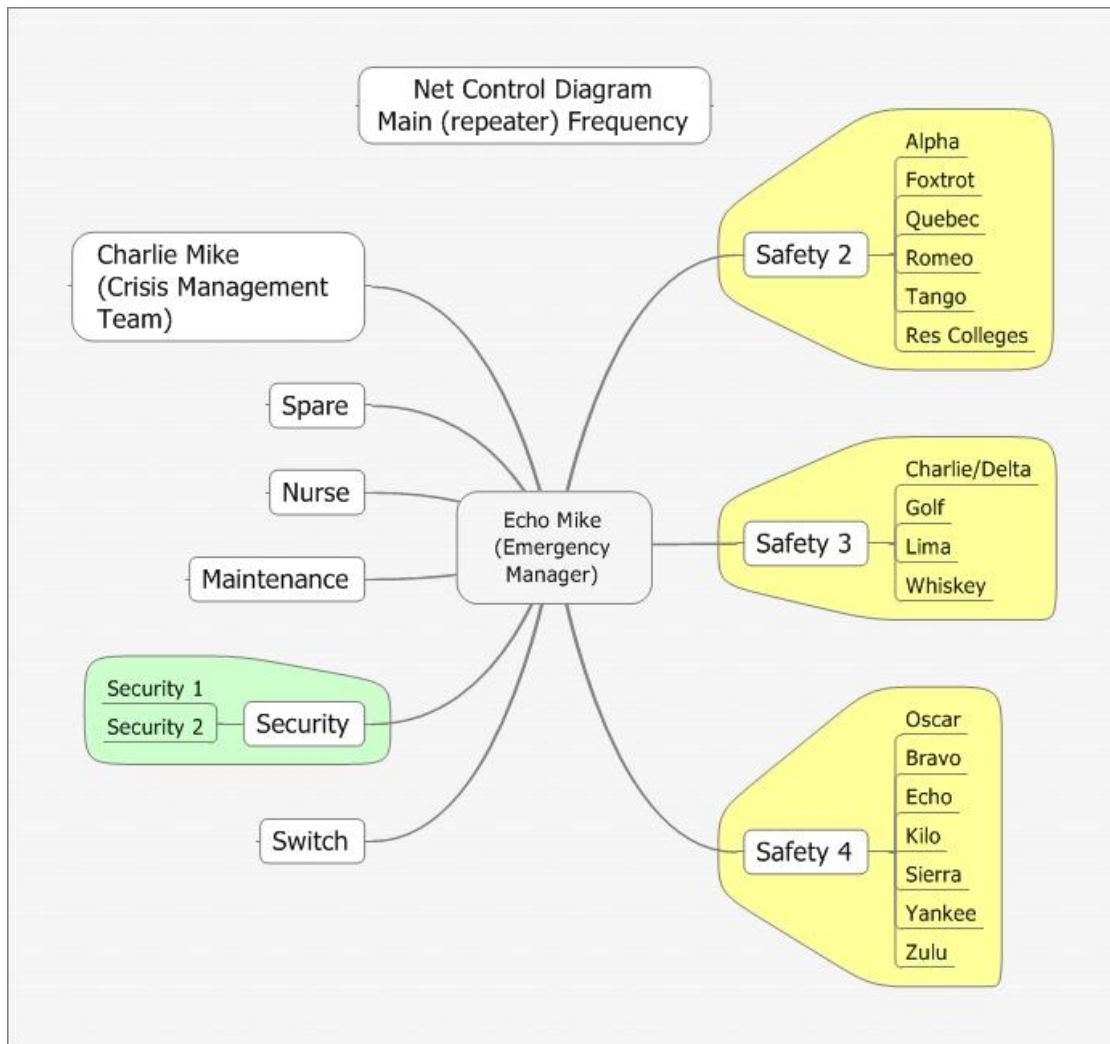 Net Control Diagram
Main (repeater) Frequency
Charlie Mike
(Crisis Management
Team)
Spare
Nurse
Maintenance
Security 1
Security 2
Security
Switch
Echo Mike
(Emergency
Manager)
Safety 2
Alpha
Foxtrot
Quebec
Romeo
Tango
Res Colleges
Safety 3
Charlie/Delta
Golf
Lima
Whiskey
Safety 4
Oscar
Bravo
Echo
Kilo
Sierra
Yankee
Zulu